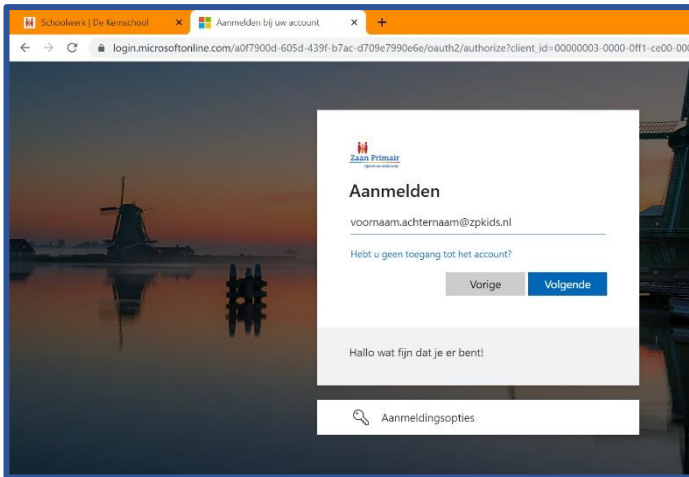 Schoolwerk | De Kernschool
Aanmelden bij uw account
login.microsoftonline.com/a0f7900d-605d-439f-b7ac-d709e7990e6e/oauth2/authorize?client_id=00000003-0000-0ff1-ce00-000
Zaan Primair
Aanmelden
voornaam.achternaam@zpkids.nl
Hebt u geen toegang tot het account?
Vorige
Volgende
Hallo wat fijn dat je er bent!
Aanmeldingsopties